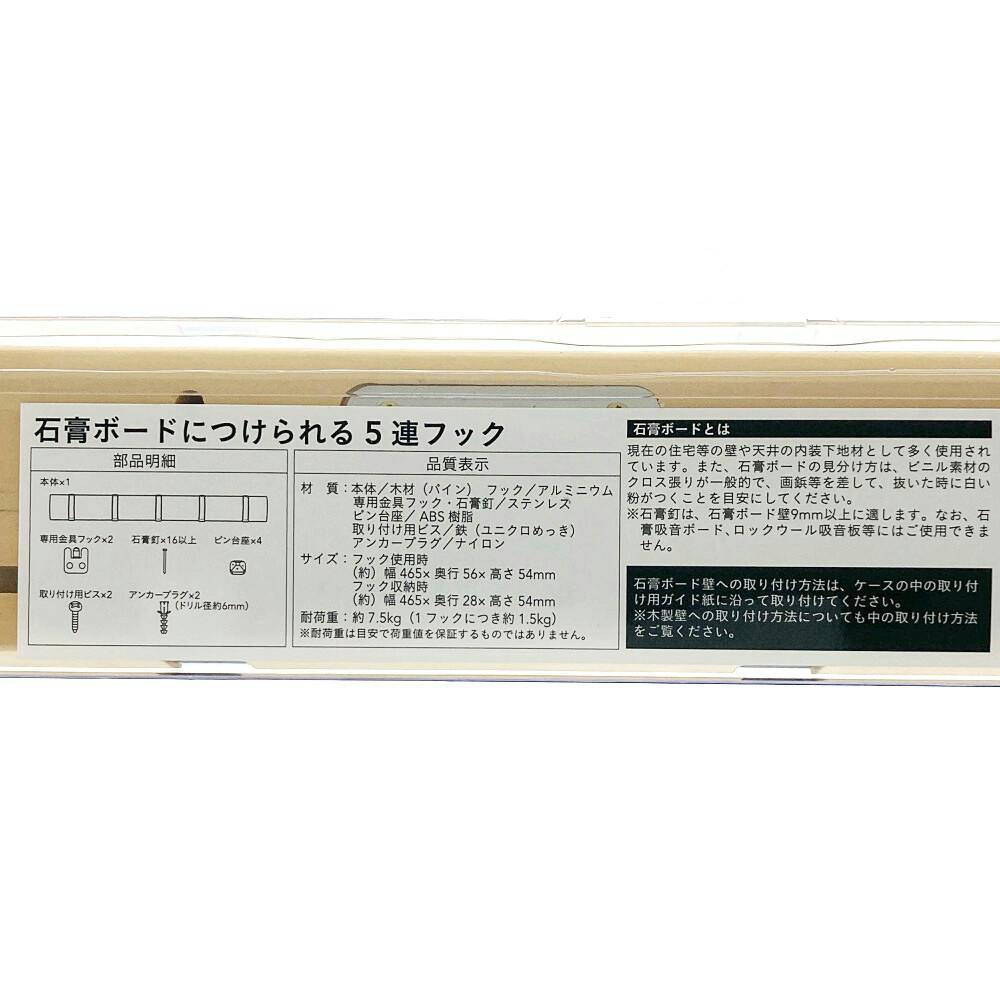 石膏ボードにつけられる5連フック
部品明細
本体×1
専用金具フック×2 石膏釘×16以上 ピン台座×4
取り付け用ビス×2 アンカープラグ×2
(ドリル径約6mm)
品質表示
材 質:本体/木材(パイン) フック/アルミニウム
専用金具フック・石膏釘/ステンレス
ピン台座/ABS樹脂
取り付け用ビス/鉄(ユニクロめっき)
アンカープラグ/ナイロン
サイズ:フック使用時
(約)幅465×奥行56×高さ54mm
フック収納時
(約)幅465×奥行28×高さ54mm
耐荷重:約7.5kg(1フックにつき約1.5kg)
※耐荷重は目安で荷重値を保証するものではありません。
石膏ボードとは
現在の住宅等の壁や天井の内装下地材として多く使用され
ています。また、石膏ボードの見分け方は、ビニル素材の
クロス張りが一般的で、画鋲等を差して、抜いた時に白い
粉がつくことを目安にしてください。
※石膏釘は、石膏ボード壁9mm以上に適します。なお、石
膏吸音ボード、ロックウール吸音板等にはご使用できま
せん。
石膏ボード壁への取り付け方法は、ケースの中の取り付
け用ガイド紙に沿って取り付けてください。
※木製壁への取り付け方法についても中の取り付け方法
をご覧ください。